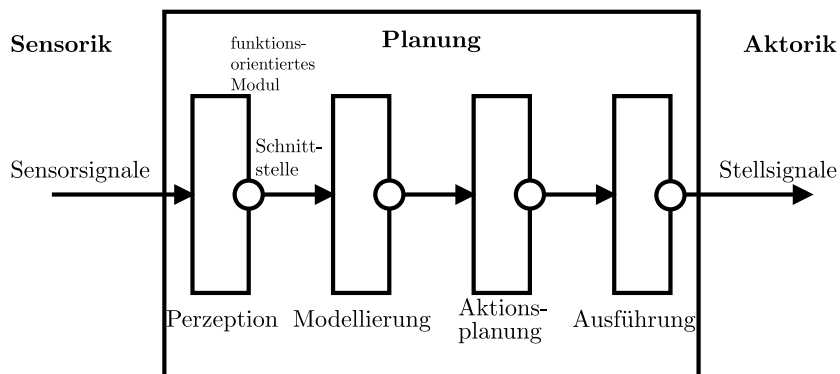 Sensorik
funktions-
orientiertes
Modul
Planung
Aktorik
Sensorsignale
Schnitt-
stelle
Stellsignale
Perzeption
Modellierung
Aktions-
planung
Ausführung